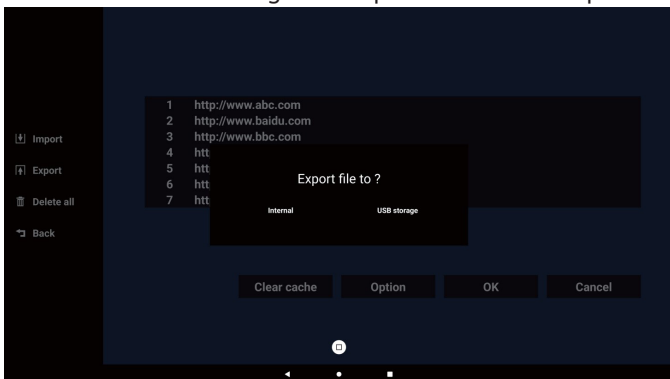 Import
Export
Delete all
Back
1 http://www.abc.com
2 http://www.baidu.com
3 http://www.bbc.com
4 htt
5 htt
6 htt
7 htt
Export file to ?
Internal USB storage
Clear cache Option OK Cancel